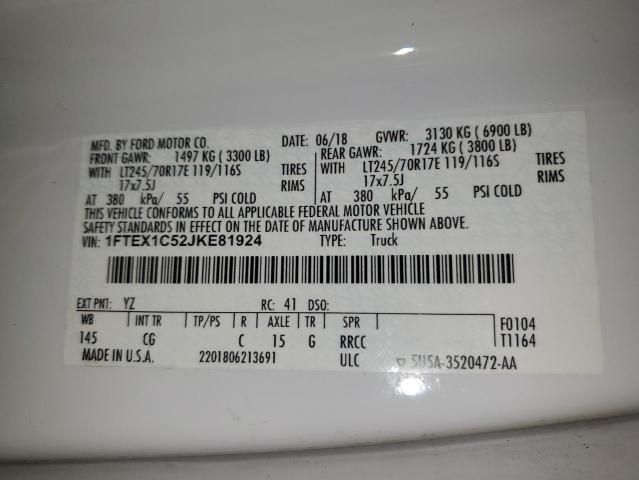 MFD. BY FORD MOTOR CO. DATE: 06/18 GVWR: 3130 KG ( 6900 LB)
FRONT GAWR: 1497 KG ( 3300 LB) REAR GAWR: 1724 KG ( 3800 LB)
WITH LT245/70R17E 119/116S TIRES WITH LT245/70R17E 119/116S TIRES
17x7.5J RIMS 17x7.5J RIMS
AT 380 kPa/ 55 PSI COLD AT 380 kPa/ 55 PSI COLD
THIS VEHICLE CONFORMS TO ALL APPLICABLE FEDERAL MOTOR VEHICLE
SAFETY STANDARDS IN EFFECT ON THE DATE OF MANUFACTURE SHOWN ABOVE.
VIN: 1FTEX1C52JKE81924 TYPE: Truck
EXT PNT: YZ RC: 41 DSO:
WB INT TR TP/PS R AXLE TR SPR F0104
145 CG C 15 G RRCC T1164
MADE IN U.S.A. 2201806213691 ULC 5U5A-3520472-AA